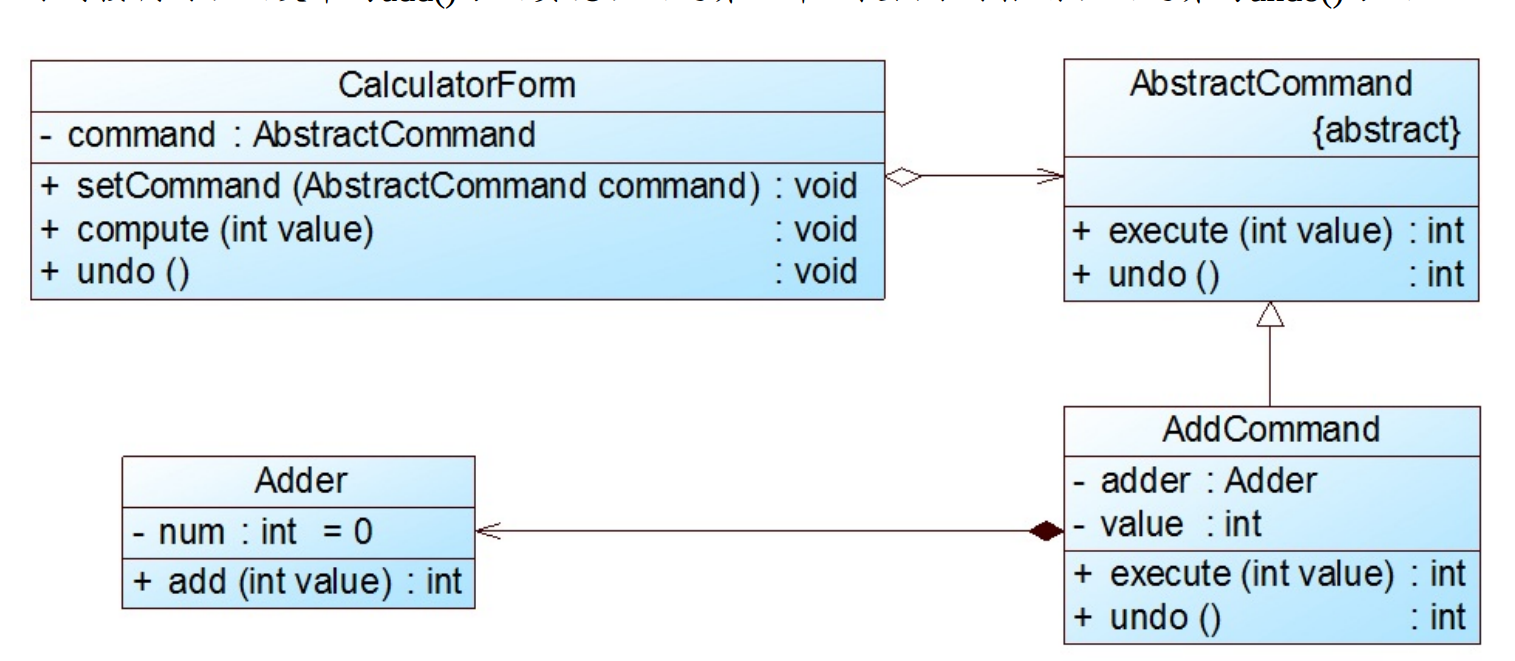 add()
undo()
CalculatorForm
- command : AbstractCommand
+ setCommand (AbstractCommand command) : void
+ compute (int value) : void
+ undo () : void
AbstractCommand
{abstract}
+ execute (int value) : int
+ undo () : int
AddCommand
- adder : Adder
- value : int
+ execute (int value) : int
+ undo () : int
Adder
- num : int = 0
+ add (int value) : int